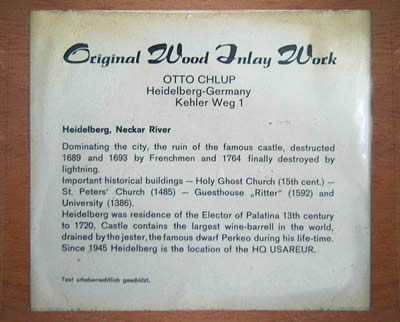 Original Wood Inlay Work
OTTO CHLUP
Heidelberg-Germany
Kehler Weg 1
Heidelberg, Neckar River
Dominating the city, the ruin of the famous castle, destructed
1689 and 1693 by Frenchmen and 1764 finally destroyed by
lightning.
Important historical buildings — Holy Ghost Church (15th cent.) —
St. Peters' Church (1485) — Guesthouse „Ritter" (1592) and
University (1386).
Heidelberg was residence of the Elector of Palatina 13th century
to 1720, Castle contains the largest wine-barrell in the world,
drained by the jester, the famous dwarf Perkeo during his life-time.
Since 1945 Heidelberg is the location of the HQ USAREUR.
Text urheberrechtlich geschützt.